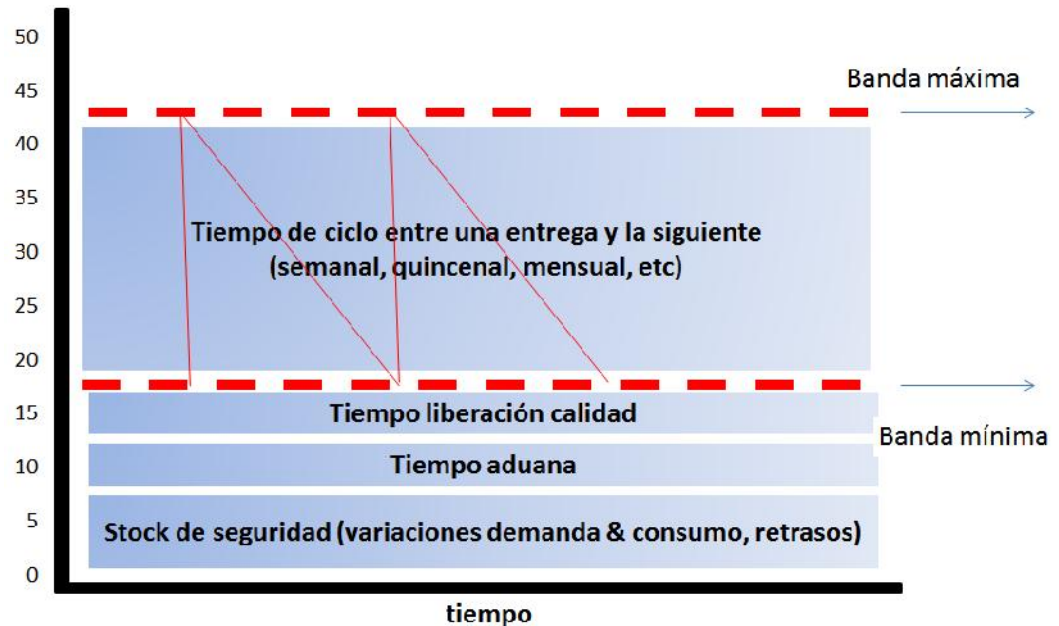 50
45
Banda máxima
40
35
Tiempo de ciclo entre una entrega y la siguiente
30
(semanal, quincenal, mensual, etc)
25
20
15
Tiempo liberación calidad
Banda mínima
10
Tiempo aduana
5
Stock de seguridad (variaciones demanda & consumo, retrasos)
0
tiempo